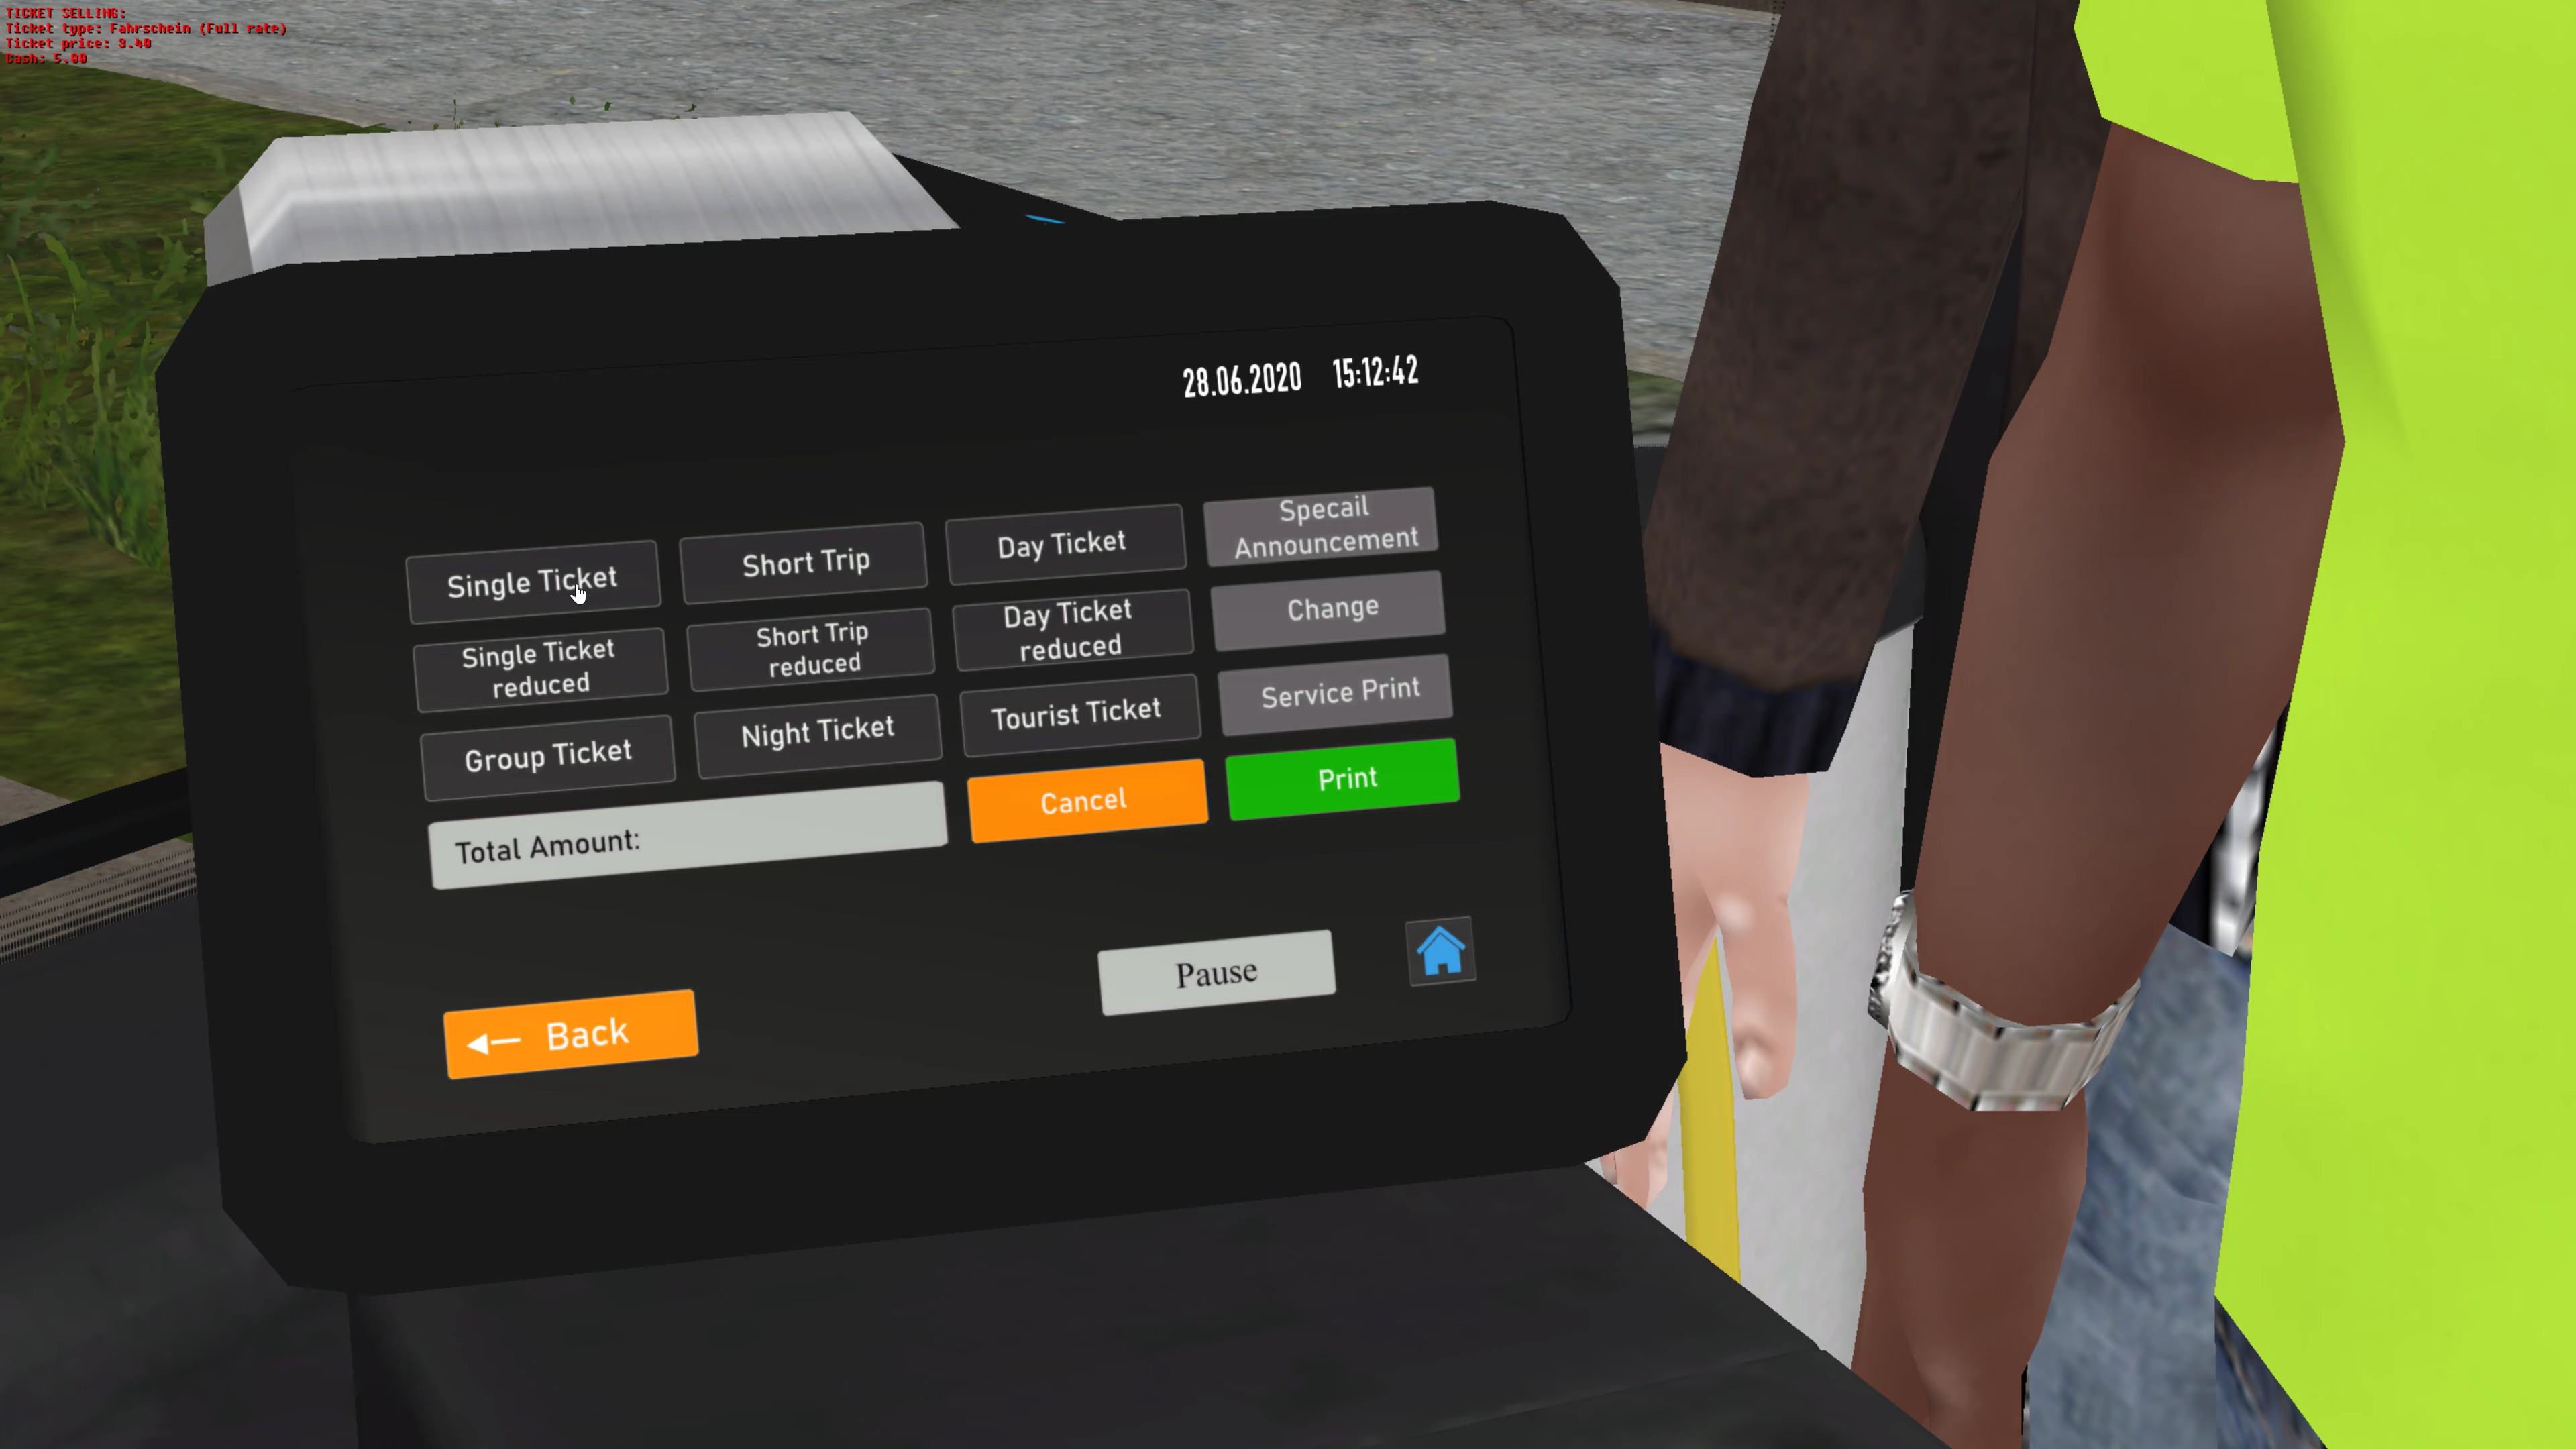 TICKET SELLING:
Ticket type: Fahrschein (Full rate)
Ticket price: 3.40
Cash: 5.00
28.06.2020 15:12:42
Single Ticket
Short Trip
Day Ticket
Specail
Announcement
Single Ticket
reduced
Short Trip
reduced
Day Ticket
reduced
Change
Group Ticket
Night Ticket
Tourist Ticket
Service Print
Total Amount:
Cancel
Print
Back
Pause